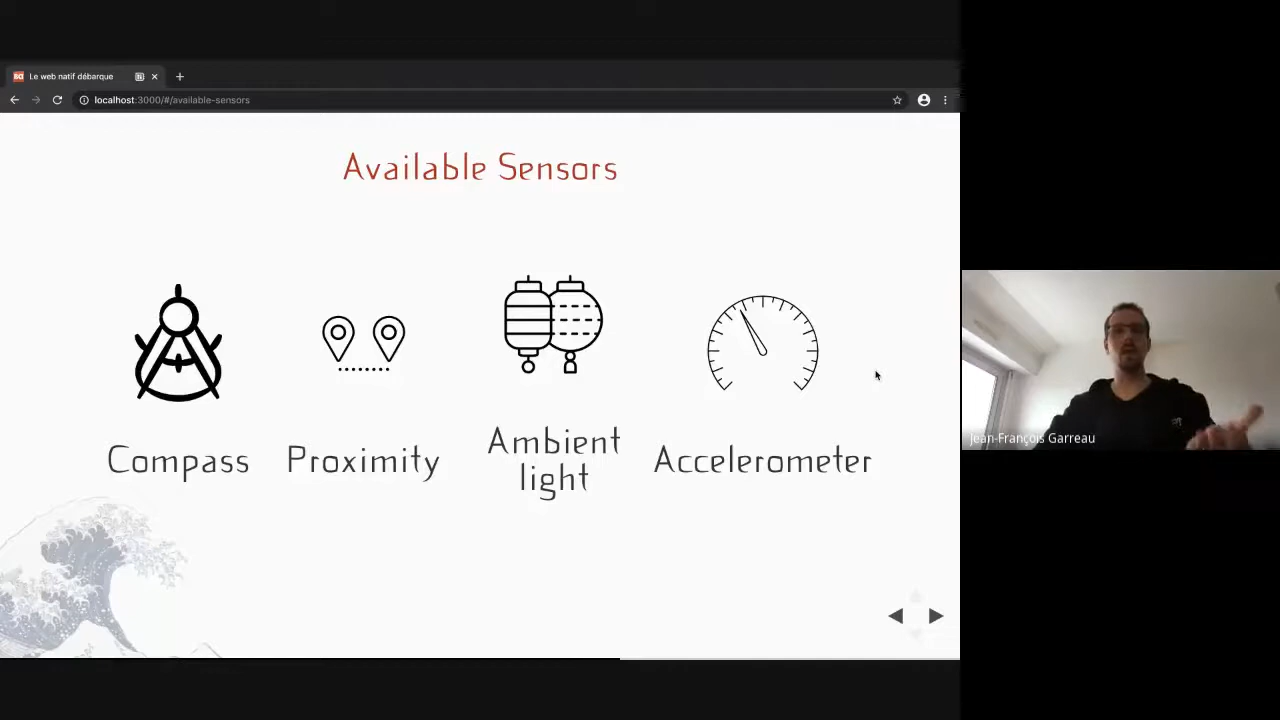 Le web natif débarque
localhost:3000/#/available-sensors
Available Sensors
Compass
Proximity
Ambient
light
Accelerometer
Jean-François Garreau